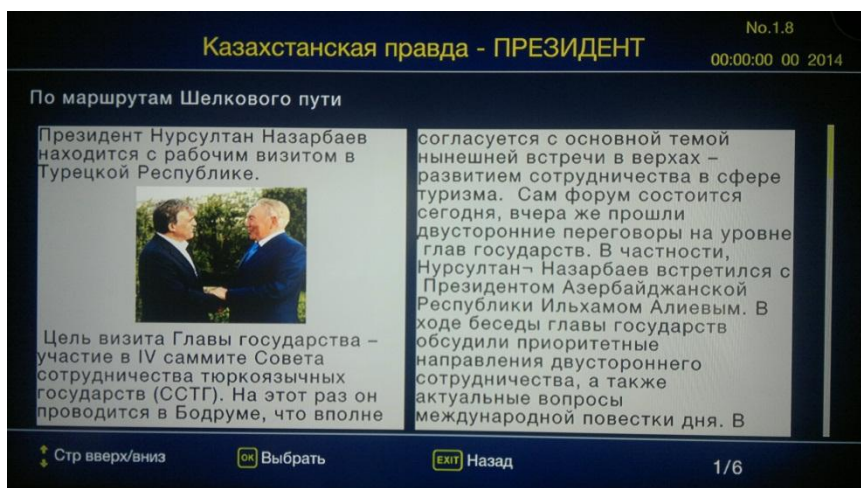 No.1.8
Казахстанская правда - ПРЕЗИДЕНТ
00:00:00 00 2014
По маршрутам Шелкового пути
Президент Нурсултан Назарбаев
находится с рабочим визитом в
Турецкой Республике.
Цель визита Главы государства –
участие в IV саммите Совета
сотрудничества тюркоязычных
государств (ССТГ). На этот раз он
проводится в Бодруме, что вполне
согласуется с основной темой
нынешней встречи в верхах –
развитием сотрудничества в сфере
туризма. Сам форум состоится
сегодня, вчера же прошли
двусторонние переговоры на уровне
глав государств. В частности,
Нурсултан¬ Назарбаев встретился с
Президентом Азербайджанской
Республики Ильхамом Алиевым. В
ходе беседы главы государств
обсудили приоритетные
направления двустороннего
сотрудничества, а также
актуальные вопросы
международной повестки дня. В
Стр вверх/вниз
OK Выбрать
EXIT Назад
1/6